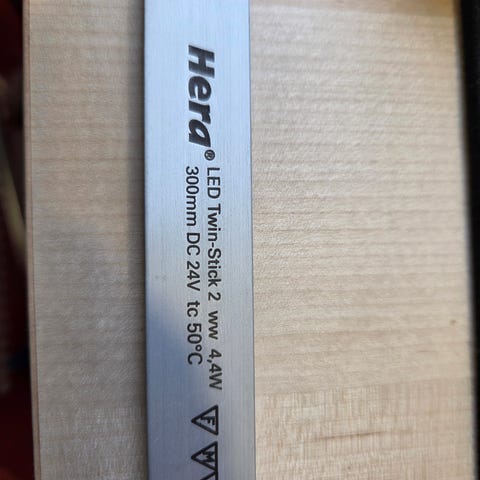 Hera® LED Twin-Stick 2 ww 4,4W
300mm DC 24V tc 50°C
F
M